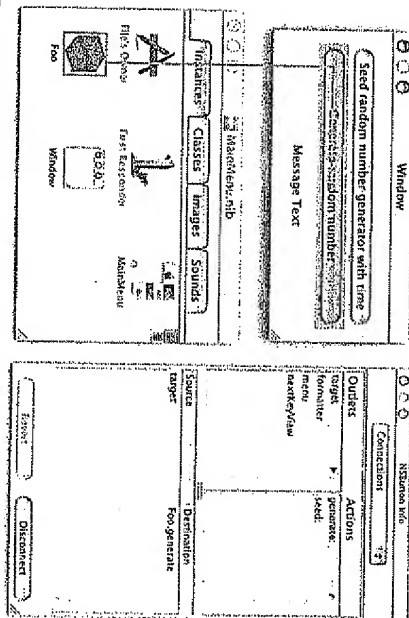 Window
Seed random number generator with time
Generate random number
Message Text
MainMenu.nib
Instances
Classes
Images
Sounds
File's Owner
First Responder
MainMenu
Foo
Window
NSButton Info
Connections
Outlets
Actions
target
formatter
menu
nextKeyView
generate:
seed:
Source
Destination
target
Foo.generate
Revert
Disconnect